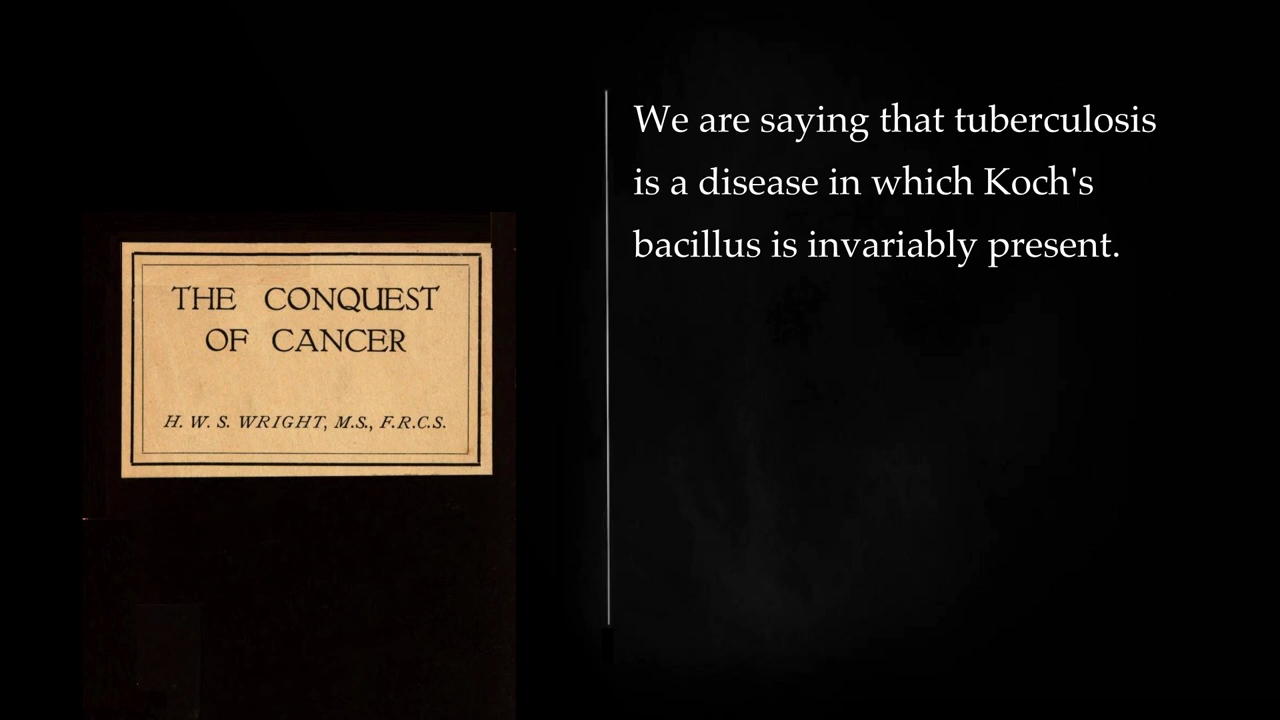 THE CONQUEST
OF CANCER
H. W. S. WRIGHT, M.S., F.R.C.S.
We are saying that tuberculosis
is a disease in which Koch's
bacillus is invariably present.